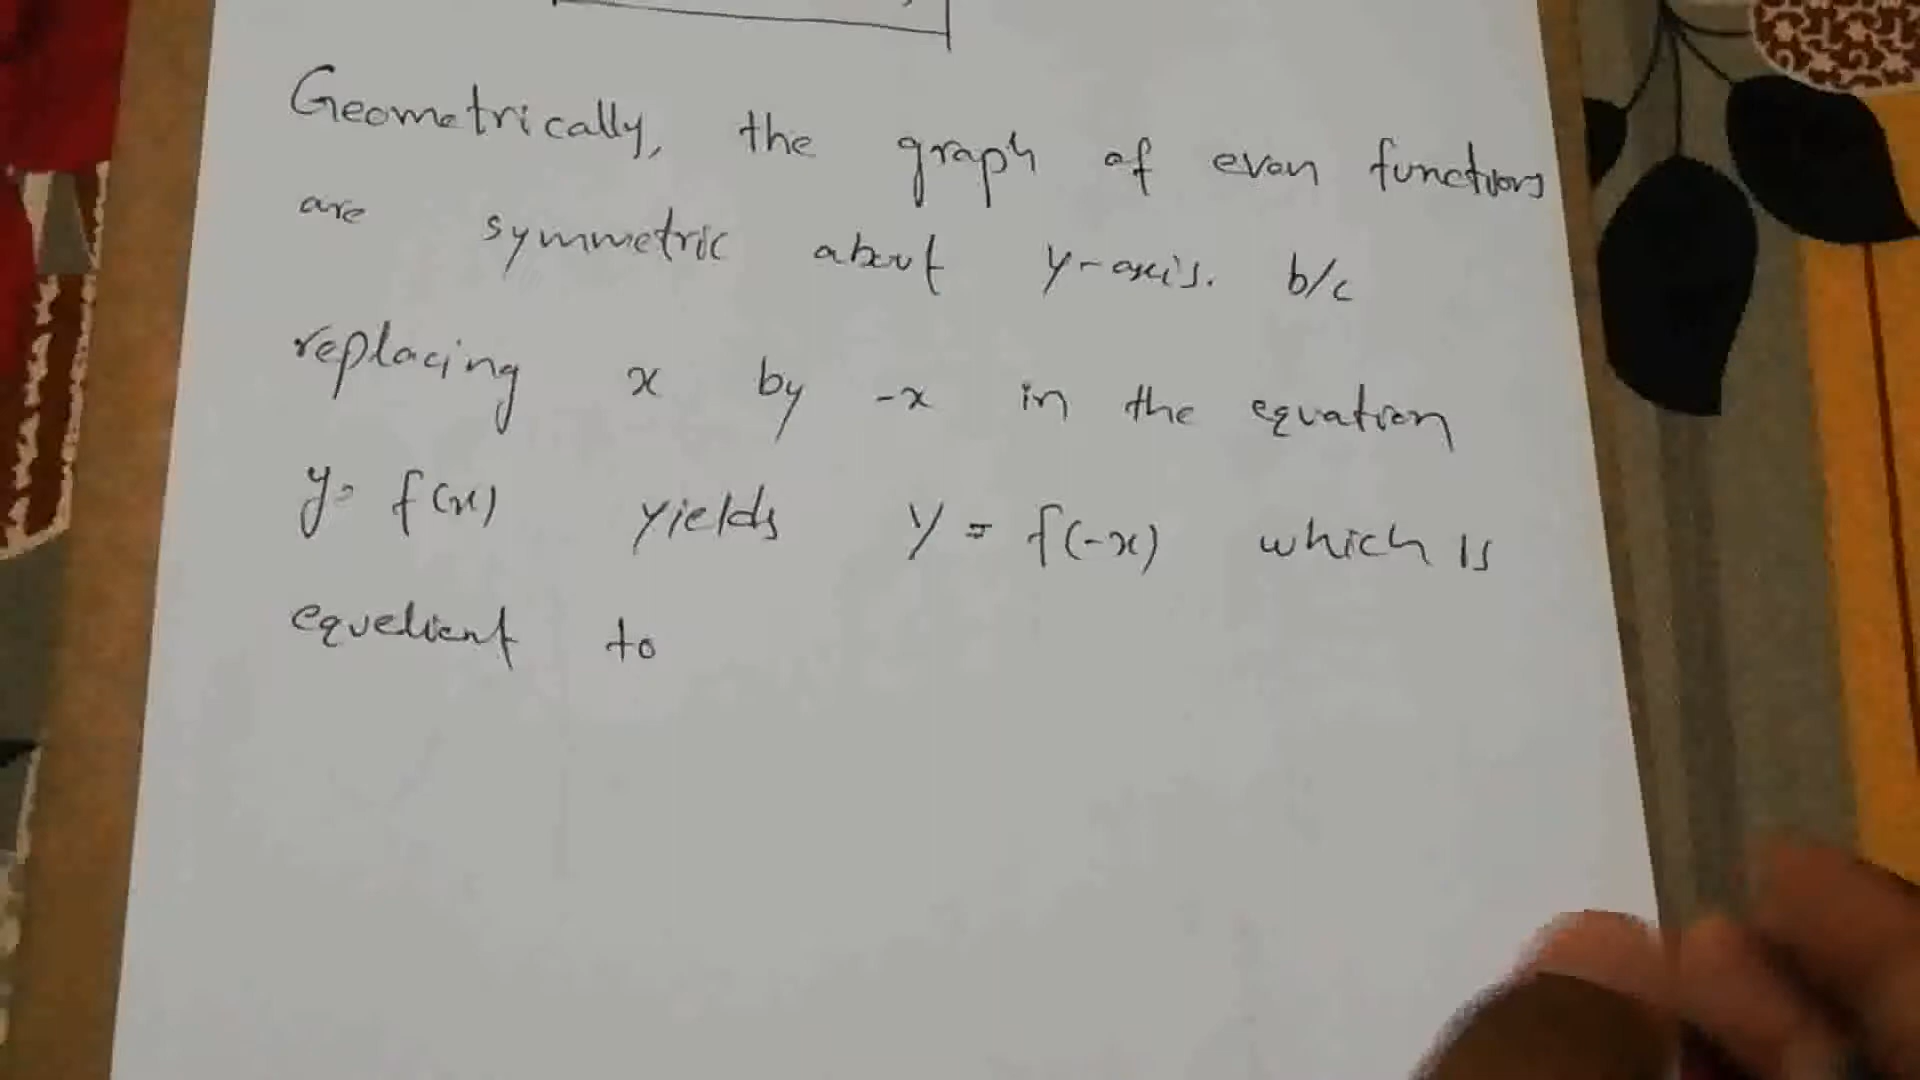 Geometrically, the graph of even functions
are symmetric about y-axis. b/c
replacing x by -x in the equation
y= f(x) yields y = f(-x) which is
equelient to